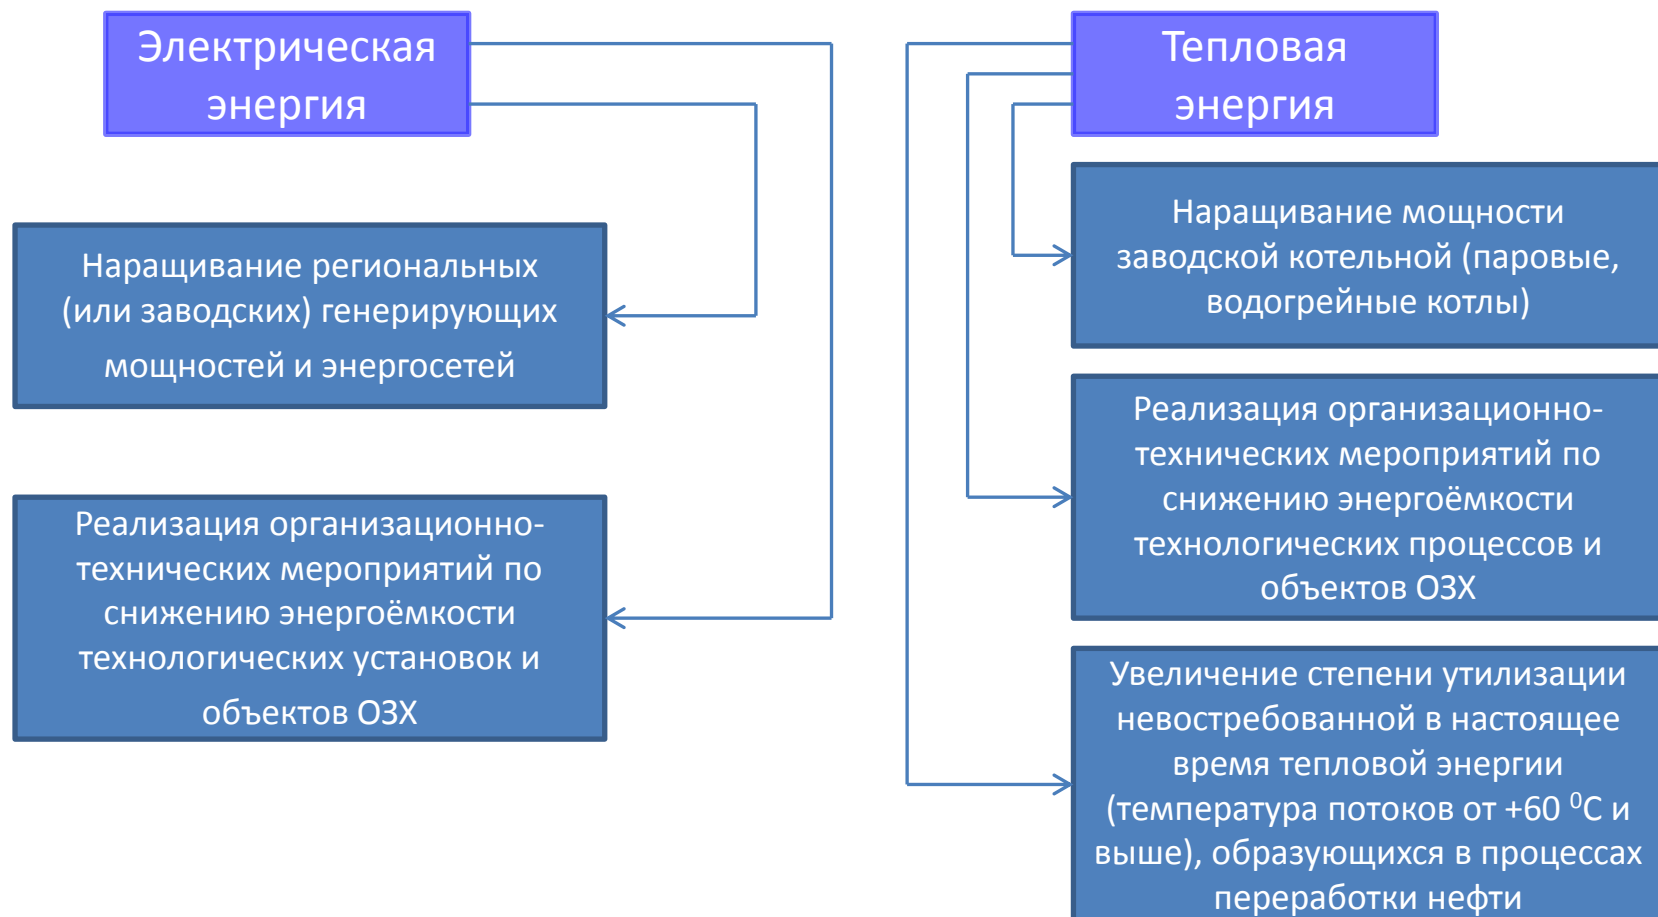 Электрическая
энергия
Наращивание региональных
(или заводских) генерирующих
мощностей и энергосетей
Реализация организационно-
технических мероприятий по
снижению энергоёмкости
технологических установок и
объектов ОЗХ
Тепловая
энергия
Наращивание мощности
заводской котельной (паровые,
водогрейные котлы)
Реализация организационно-
технических мероприятий по
снижению энергоёмкости
технологических процессов и
объектов ОЗХ
Увеличение степени утилизации
невостребованной в настоящее
время тепловой энергии
(температура потоков от +60 ⁰С и
выше), образующихся в процессах
переработки нефти